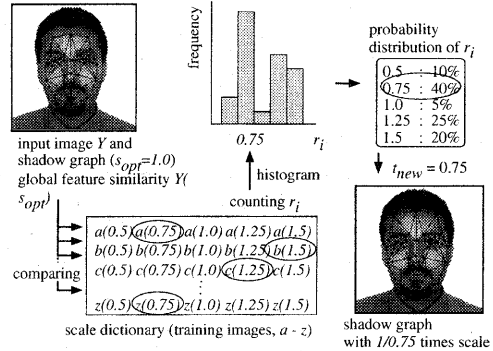 frequency
0.75
r_i
probability
distribution of r_i
0.5 : 10%
0.75 : 40%
1.0 : 5%
1.25 : 25%
1.5 : 20%
input image Y and
shadow graph (s_opt=1.0)
global feature similarity Y(
s_opt)
histogram
counting r_i
t_new = 0.75
comparing
a(0.5) a(0.75) a(1.0) a(1.25) a(1,5)
b(0.5) b(0.75) b(1.0) b(1.25) b(1.5)
c(0.5) c(0.75) c(1.0) c(1.25) c(1.5)
⋮
z(0.5) z(0.75) z(1.0) z(1.25) z(1.5)
scale dictionary (training images, a - z)
shadow graph
with 1/0.75 times scale